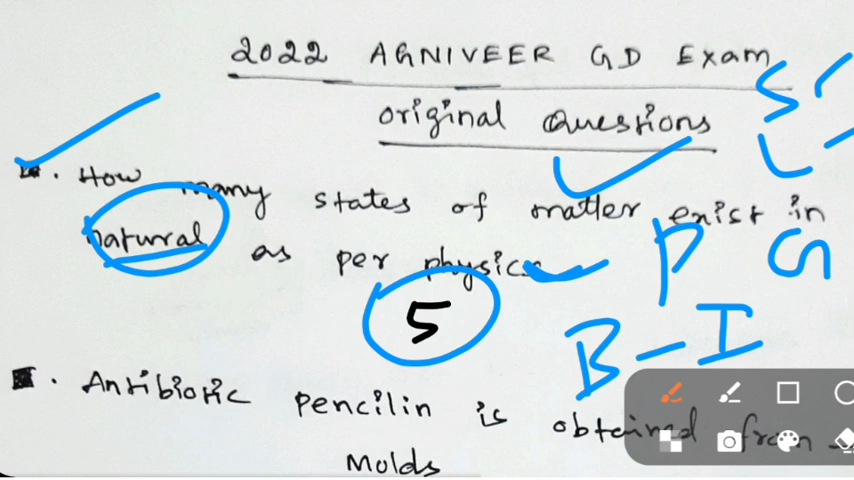 2022 AGNIVEER GD Exam
original Questions
How many states of matter exist in
natural as per physics
5
S
L
P G
B-I
Antibiotic pencilin is obtained from
Molds